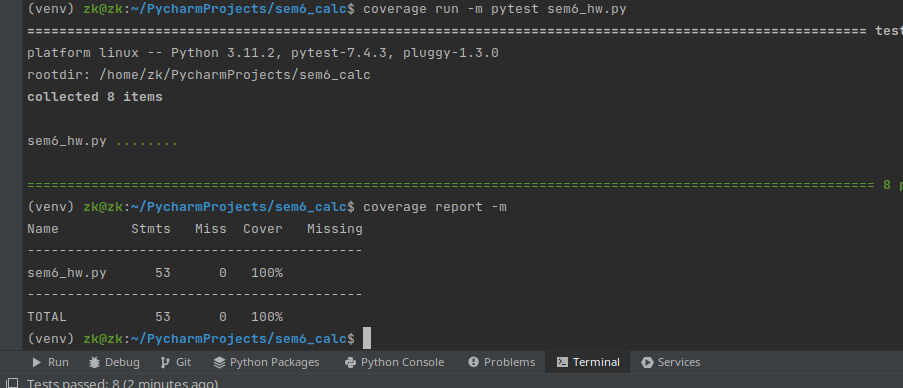 (venv) zk@zk:~/PycharmProjects/sem6_calc$ coverage run -m pytest sem6_hw.py
=========================================================================================================== test
platform linux -- Python 3.11.2, pytest-7.4.3, pluggy-1.3.0
rootdir: /home/zk/PycharmProjects/sem6_calc
collected 8 items
sem6_hw.py ........
============================================================================================================ 8 p
(venv) zk@zk:~/PycharmProjects/sem6_calc$ coverage report -m
Name         Stmts   Miss  Cover   Missing
-------------------------------------------
sem6_hw.py      53      0   100%
-------------------------------------------
TOTAL           53      0   100%
(venv) zk@zk:~/PycharmProjects/sem6_calc$
Run Debug Git Python Packages Python Console Problems Terminal Services
Tests passed: 8 (2 minutes ago)